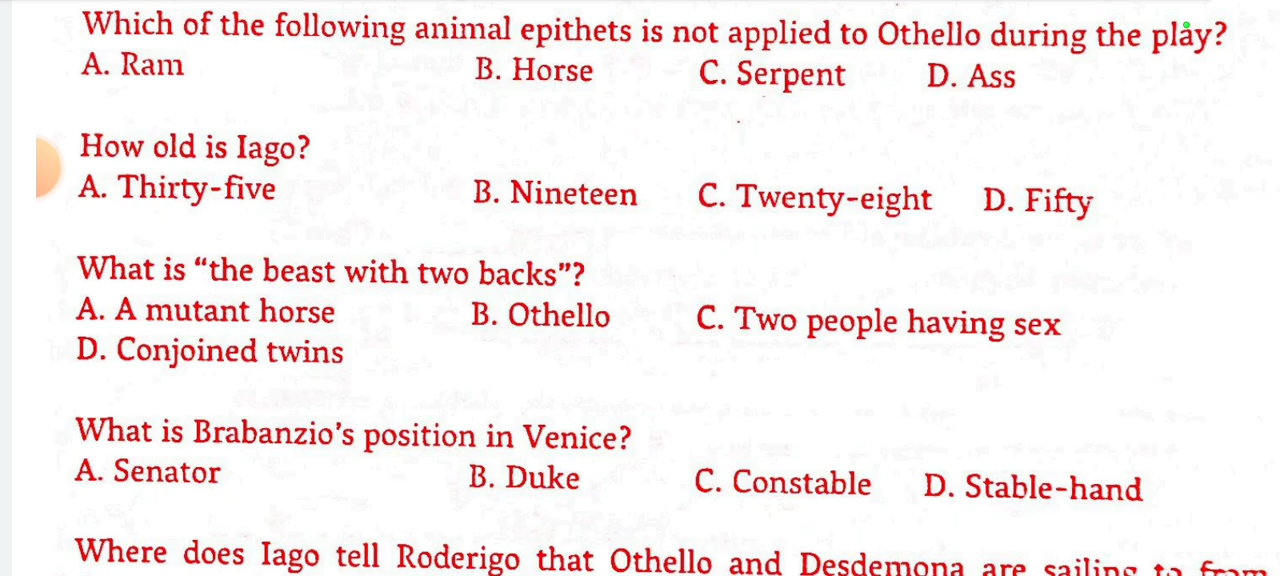 Which of the following animal epithets is not applied to Othello during the play?
A. Ram B. Horse C. Serpent D. Ass
How old is Iago?
A. Thirty-five B. Nineteen C. Twenty-eight D. Fifty
What is “the beast with two backs”?
A. A mutant horse B. Othello C. Two people having sex
D. Conjoined twins
What is Brabanzio’s position in Venice?
A. Senator B. Duke C. Constable D. Stable-hand
Where does Iago tell Roderigo that Othello and Desdemona are sailing to from